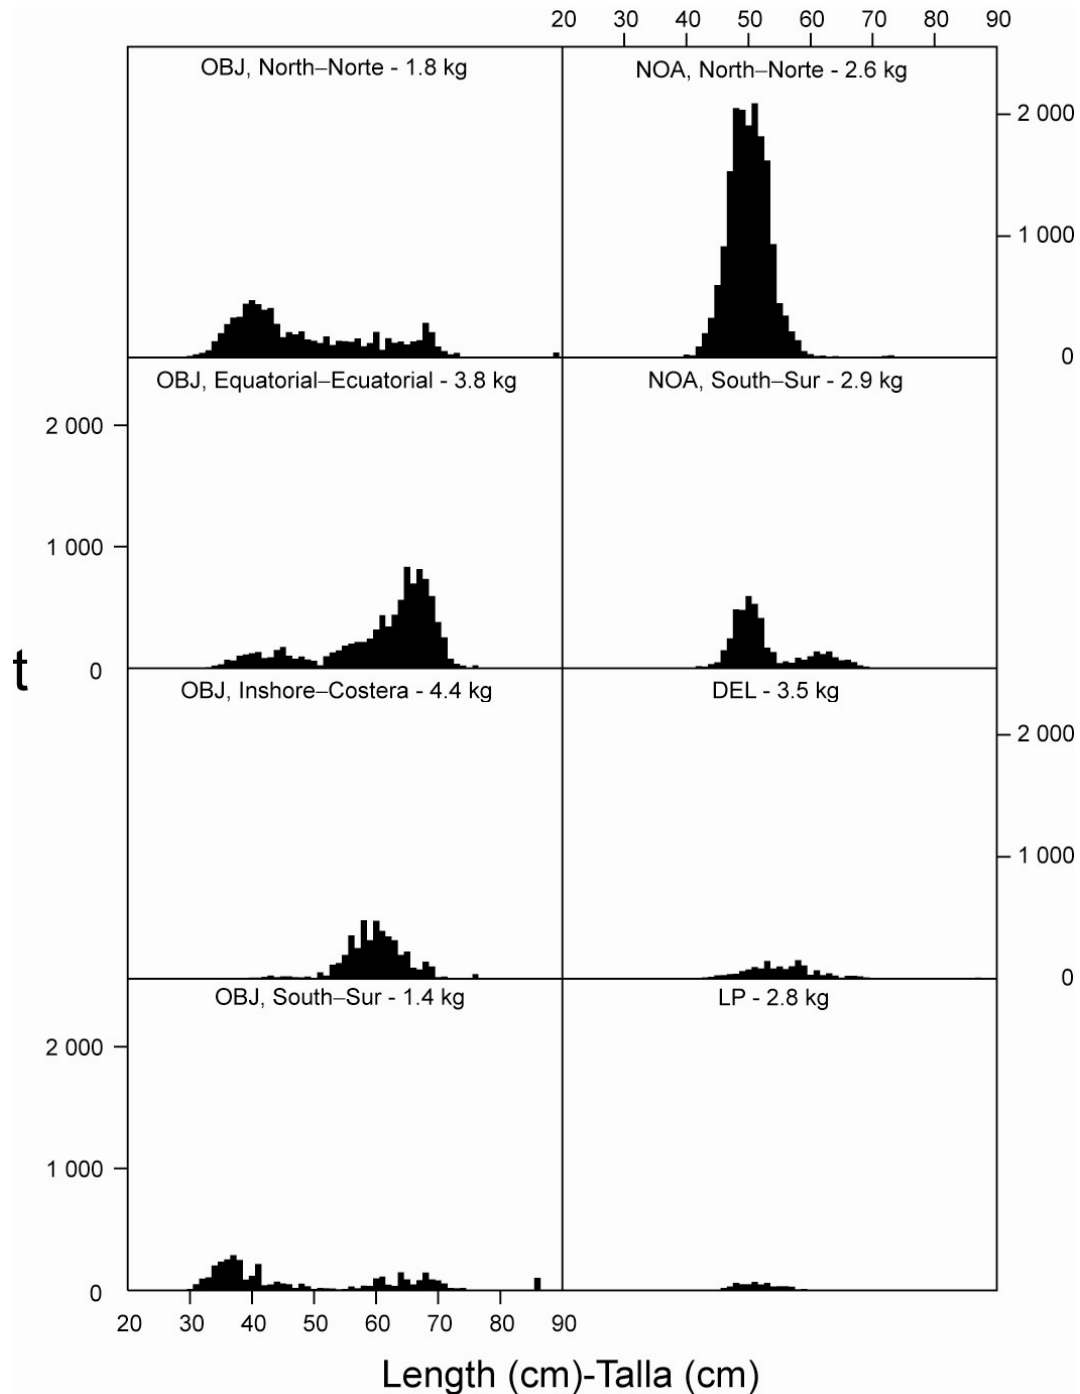 20 30 40 50 60 70 80 90
OBJ, North–Norte - 1.8 kg
NOA, North–Norte - 2.6 kg
2 000
1 000
0
OBJ, Equatorial–Ecuatorial - 3.8 kg
NOA, South–Sur - 2.9 kg
2 000
1 000
0
t
OBJ, Inshore–Costera - 4.4 kg
DEL - 3.5 kg
2 000
1 000
0
OBJ, South–Sur - 1.4 kg
LP - 2.8 kg
2 000
1 000
0
20 30 40 50 60 70 80 90
Length (cm)-Talla (cm)